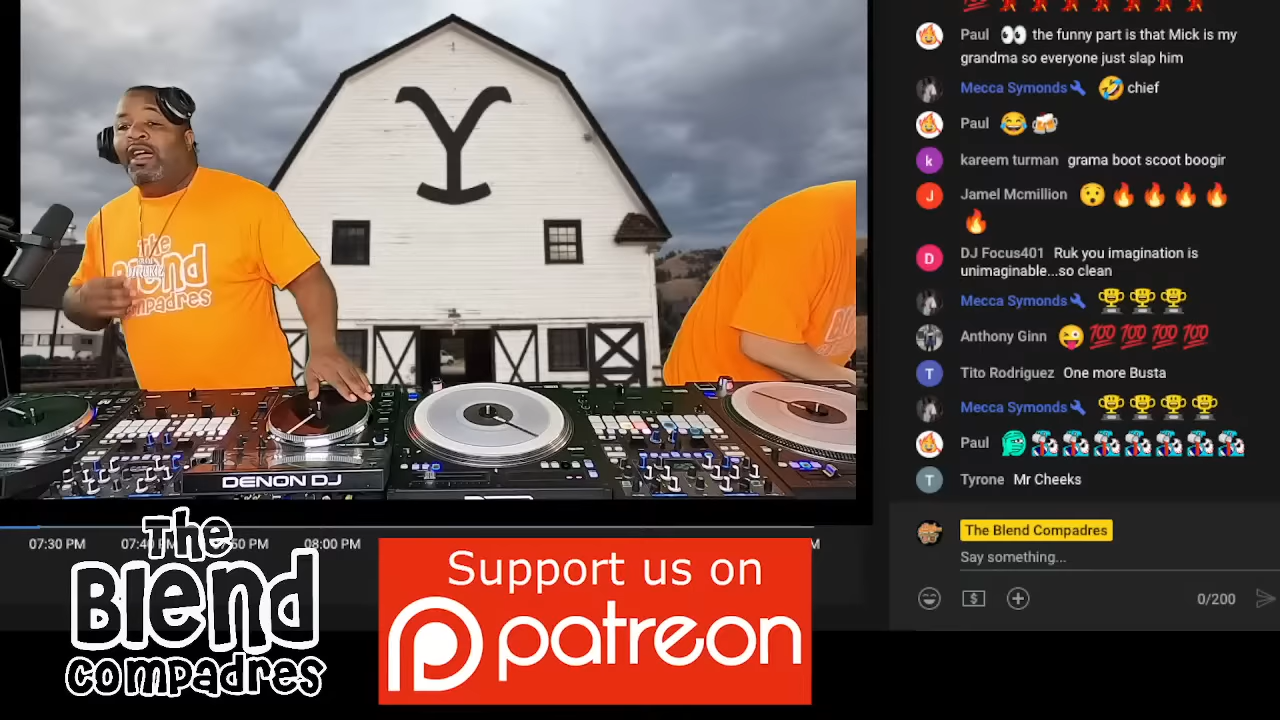 Paul 👀 the funny part is that Mick is my
grandma so everyone just slap him
Mecca Symonds 🤣 chief
Paul 😂 🍻
kareem turman grama boot scoot boogir
Jamel Mcmillion 😯 🔥 🔥 🔥 🔥
🔥
DJ Focus401 Ruk you imagination is
unimaginable...so clean
Mecca Symonds 🏆 🏆 🏆
Anthony Ginn 😜 💯 💯 💯 💯
Tito Rodriguez One more Busta
Mecca Symonds 🏆 🏆 🏆 🏆
Paul
Tyrone Mr Cheeks
The Blend Compadres
Say something...
0/200
Y
The
Blend
compadres
DENON DJ
07:30 PM
08:00 PM
The
Blend
compadres
Support us on
patreon